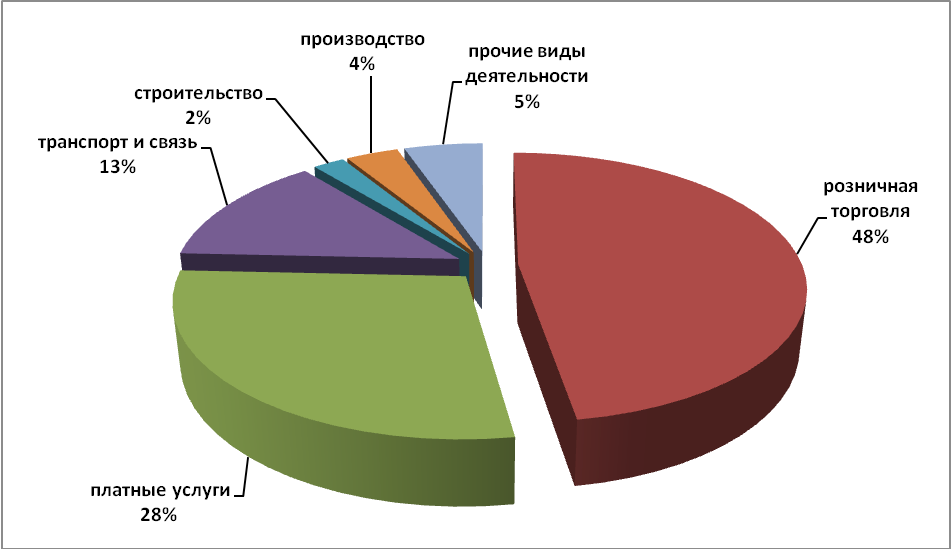 производство
4%
прочие виды
деятельности
5%
строительство
2%
транспорт и связь
13%
розничная
торговля
48%
платные услуги
28%